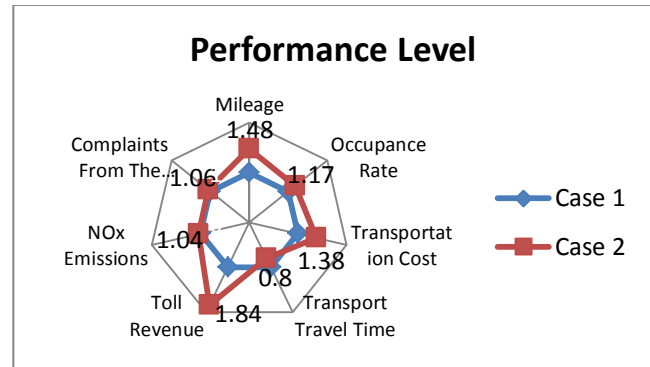 Performance Level
Mileage
1.48
Complaints
From The..
1.06
Occupance
Rate
1.17
NOx
Emissions
1.04
Transportat
ion Cost
1.38
Toll
Revenue
1.84
0.8
Transport
Travel Time
Case 1
Case 2